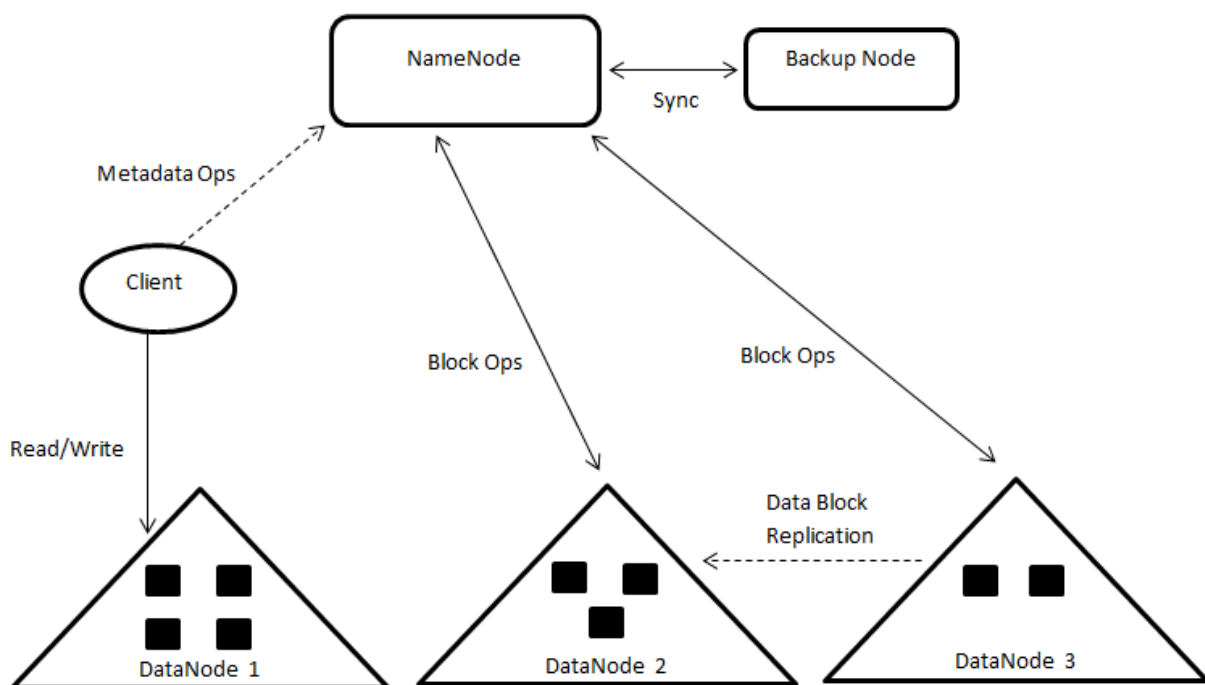 NameNode
Backup Node
Sync
Metadata Ops
Client
Block Ops
Block Ops
Read/Write
Data Block
Replication
DataNode 1
DataNode 2
DataNode 3